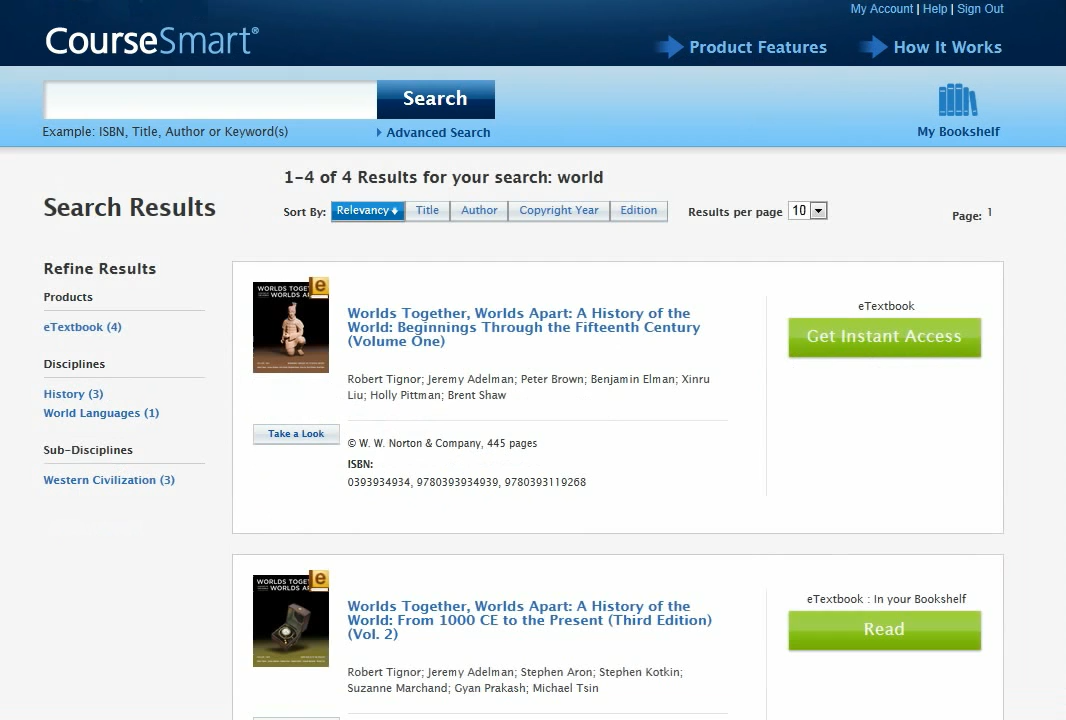 My Account | Help | Sign Out
CourseSmart®
Product Features
How It Works
Search
Example: ISBN, Title, Author or Keyword(s)
Advanced Search
My Bookshelf
1-4 of 4 Results for your search: world
Search Results
Sort By: Relevancy Title Author Copyright Year Edition
Results per page 10
Page: 1
Refine Results
Products
eTextbook (4)
Disciplines
History (3)
World Languages (1)
Sub-Disciplines
Western Civilization (3)
e
Worlds Together, Worlds Apart: A History of the
World: Beginnings Through the Fifteenth Century
(Volume One)
Robert Tignor; Jeremy Adelman; Peter Brown; Benjamin Elman; Xinru
Liu; Holly Pittman; Brent Shaw
Take a Look
© W. W. Norton & Company, 445 pages
ISBN:
0393934934, 9780393934939, 9780393119268
eTextbook
Get Instant Access
e
Worlds Together, Worlds Apart: A History of the
World: From 1000 CE to the Present (Third Edition)
(Vol. 2)
Robert Tignor; Jeremy Adelman; Stephen Aron; Stephen Kotkin;
Suzanne Marchand; Gyan Prakash; Michael Tsin
eTextbook : In your Bookshelf
Read